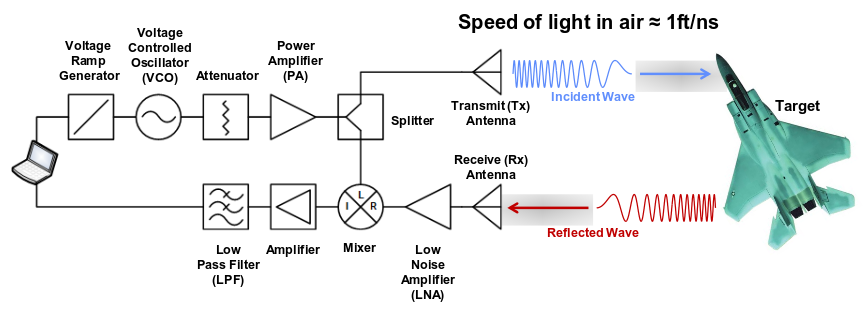 Speed of light in air ≈ 1ft/ns
Voltage
Ramp
Generator
Voltage
Controlled
Oscillator
(VCO)
Attenuator
Power
Amplifier
(PA)
Splitter
Transmit (Tx)
Antenna
Incident Wave
Target
Receive (Rx)
Antenna
Reflected Wave
L
I
R
Low
Pass Filter
(LPF)
Amplifier
Mixer
Low
Noise
Amplifier
(LNA)